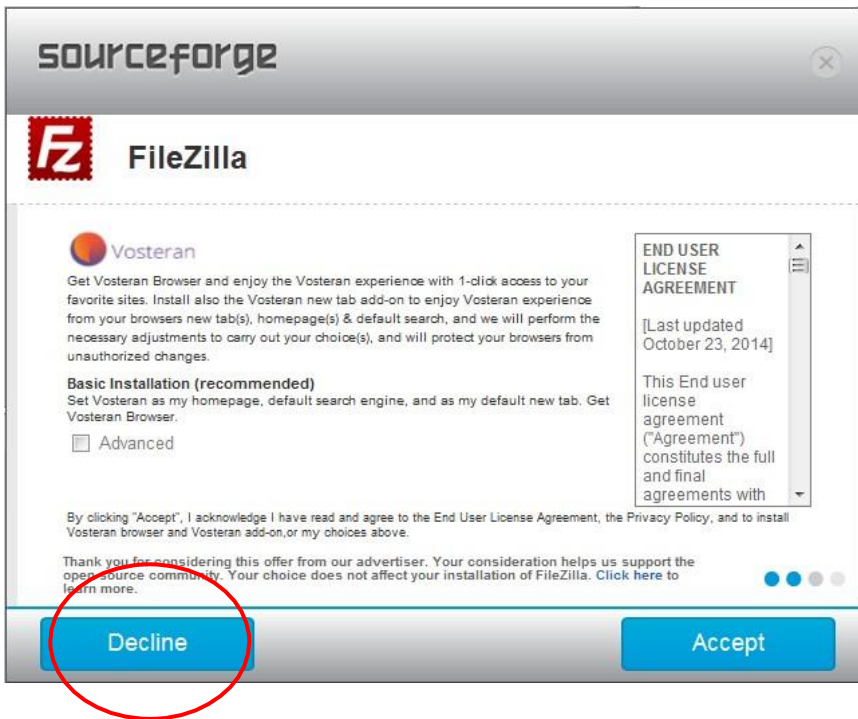 sourceforge
Fz FileZilla
Vosteran
Get Vosteran Browser and enjoy the Vosteran experience with 1-click access to your
favorite sites. Install also the Vosteran new tab add-on to enjoy Vosteran experience
from your browsers new tab(s), homepage(s) & default search, and we will perform the
necessary adjustments to carry out your choice(s), and will protect your browsers from
unauthorized changes.
Basic Installation (recommended)
Set Vosteran as my homepage, default search engine, and as my default new tab. Get
Vosteran Browser.
Advanced
END USER
LICENSE
AGREEMENT
[Last updated
October 23, 2014]
This End user
license
agreement
("Agreement")
constitutes the full
and final
agreements with
By clicking "Accept", I acknowledge I have read and agree to the End User License Agreement, the Privacy Policy, and to install
Vosteran browser and Vosteran add-on,or my choices above.
Thank you for considering this offer from our advertiser. Your consideration helps us support the
open source community. Your choice does not affect your installation of FileZilla. Click here to
learn more.
Decline
Accept